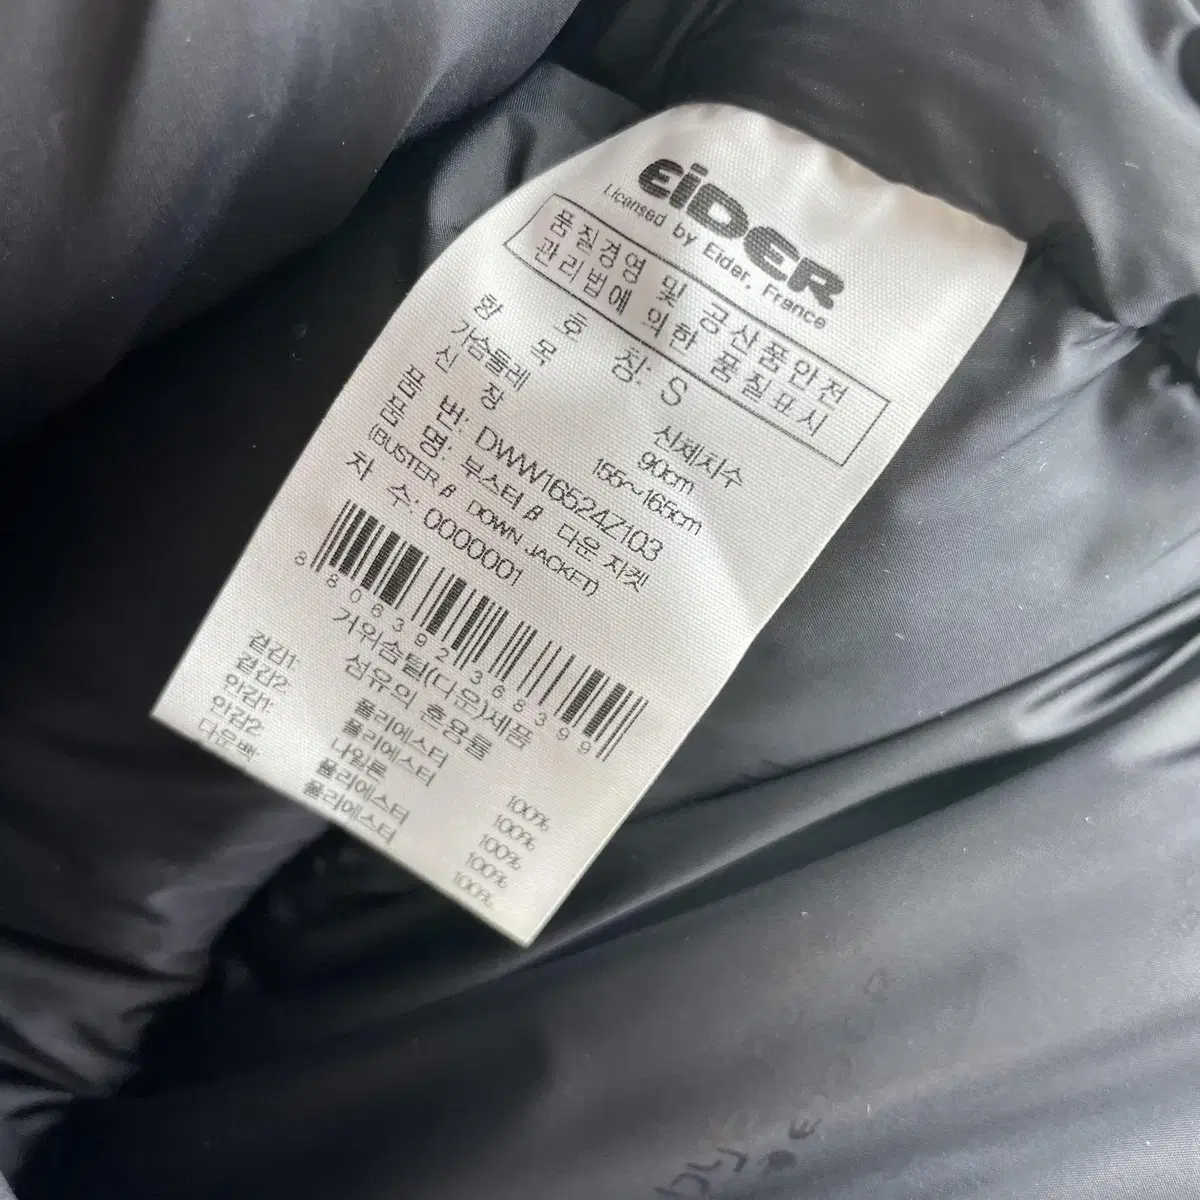 EiDER
Licensed by Eider, France
품질경영 및 공산품안전
관리법에 의한 품질표시
호 칭: S
항 목 신체치수
가슴둘레 90cm
신 장 155~165cm
품 번: DWW16524Z103
품 명: 부스터 β 다운 자켓
(BUSTER β DOWN JACKET)
차 수: 0000001
8806392368399
거위솜털(다운)제품
섬유의 혼용률
겉감1: 폴리에스터 100%
겉감2: 폴리에스터 100%
안감1: 나일론 100%
안감2: 폴리에스터 100%
다운백: 폴리에스터 100%